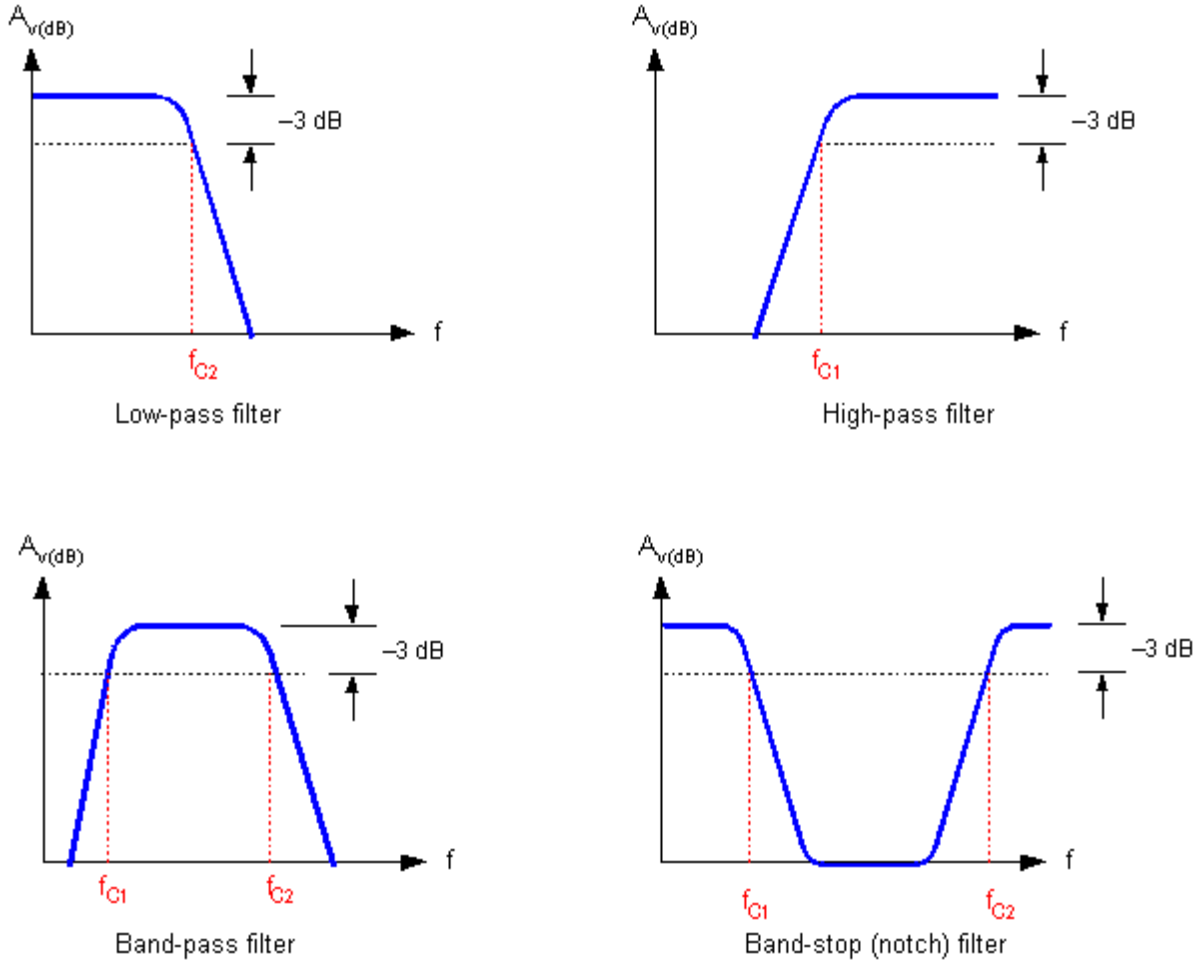 Av(dB)
–3 dB
f
fC2
Low-pass filter
Av(dB)
–3 dB
f
fC1
High-pass filter
Av(dB)
–3 dB
f
fC1
fC2
Band-pass filter
Av(dB)
–3 dB
f
fC1
fC2
Band-stop (notch) filter